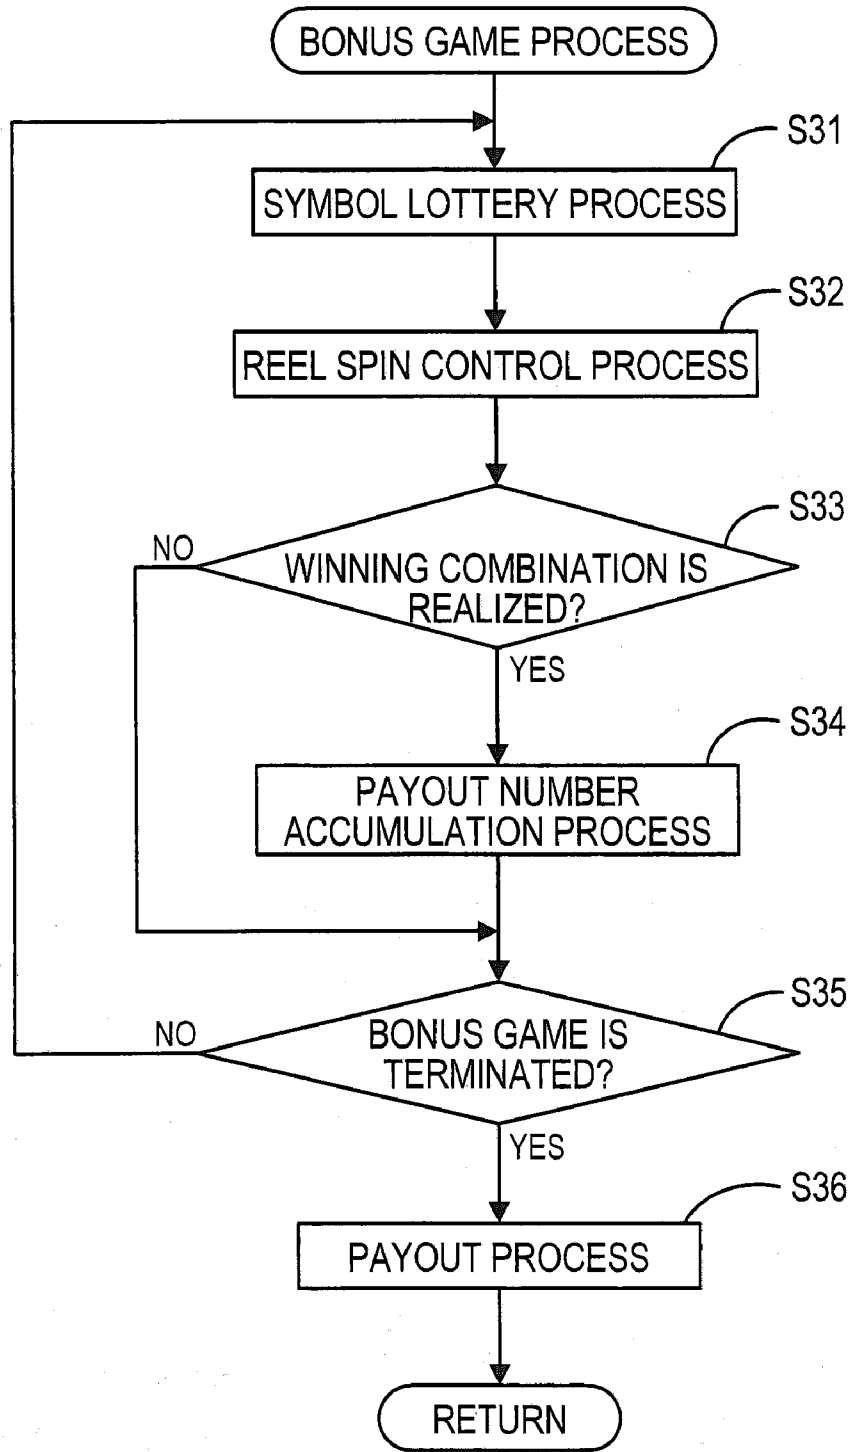 BONUS GAME PROCESS
S31
SYMBOL LOTTERY PROCESS
S32
REEL SPIN CONTROL PROCESS
S33
NO
WINNING COMBINATION IS
REALIZED?
YES
S34
PAYOUT NUMBER
ACCUMULATION PROCESS
S35
NO
BONUS GAME IS
TERMINATED?
YES
S36
PAYOUT PROCESS
RETURN